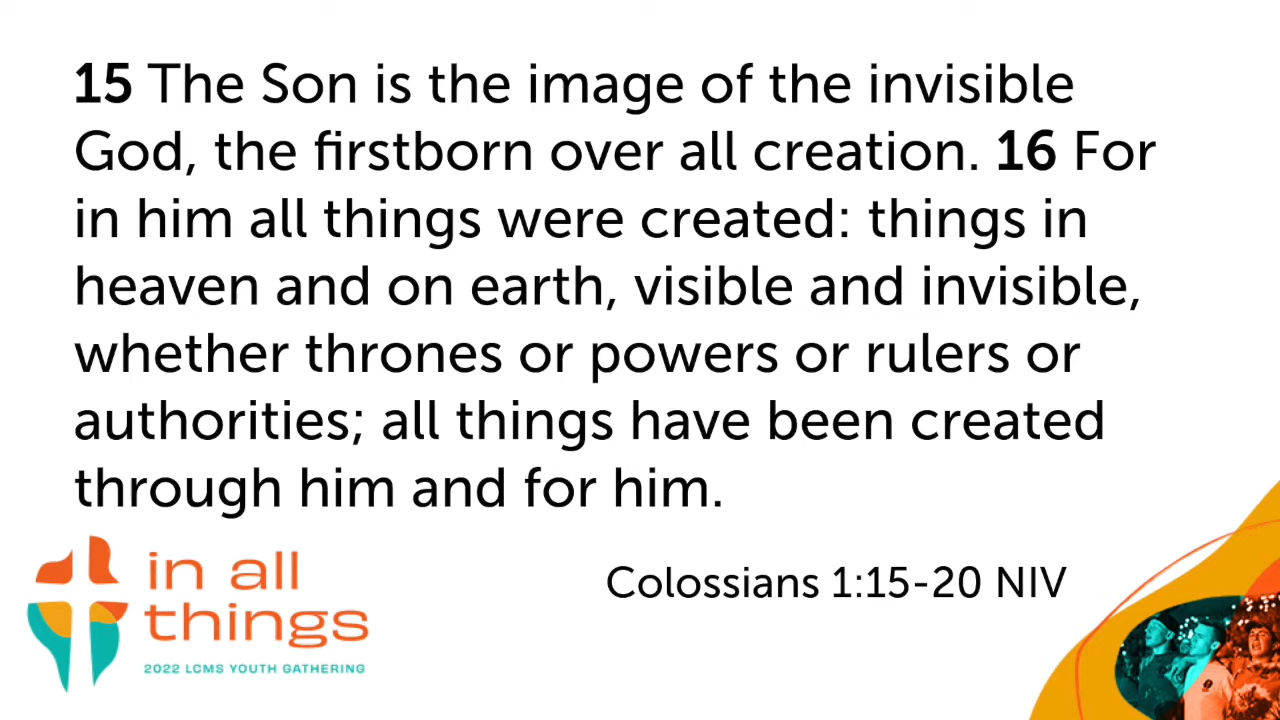 15 The Son is the image of the invisible
God, the firstborn over all creation. 16 For
in him all things were created: things in
heaven and on earth, visible and invisible,
whether thrones or powers or rulers or
authorities; all things have been created
through him and for him.
in all
things
2022 LCMS YOUTH GATHERING
Colossians 1:15-20 NIV